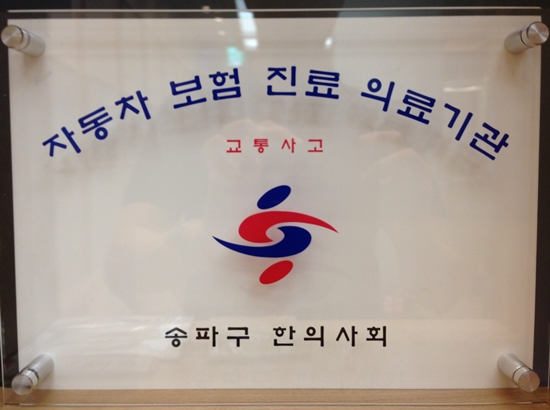 자동차 보험 진료 의료기관
교통사고
송파구 한의사회